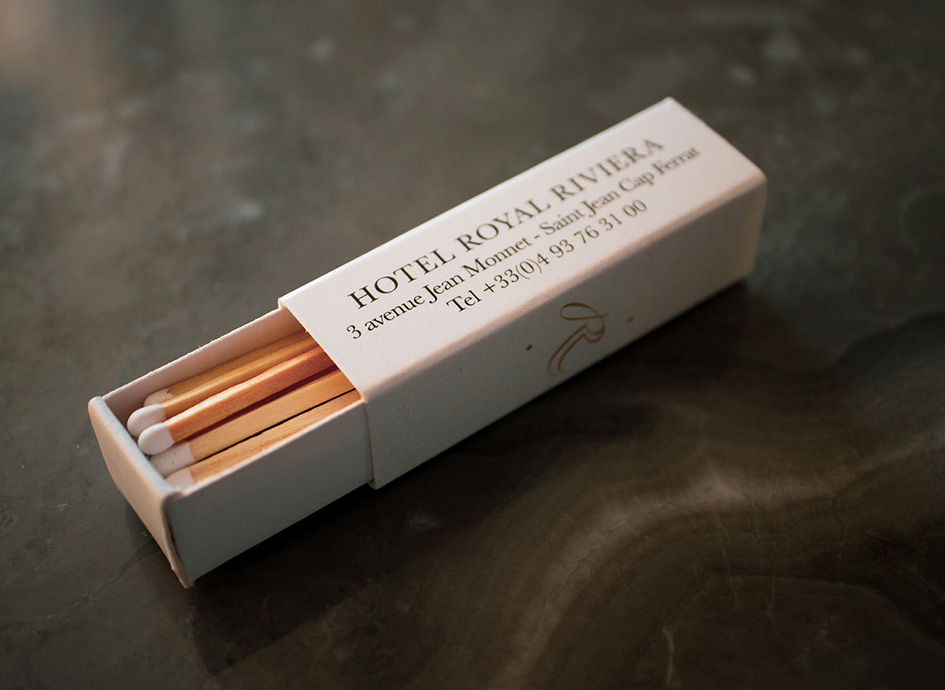 HOTEL ROYAL RIVIERA
3 avenue Jean Monnet - Saint Jean Cap Ferrat
Tel +33(0)4 93 76 31 00
R